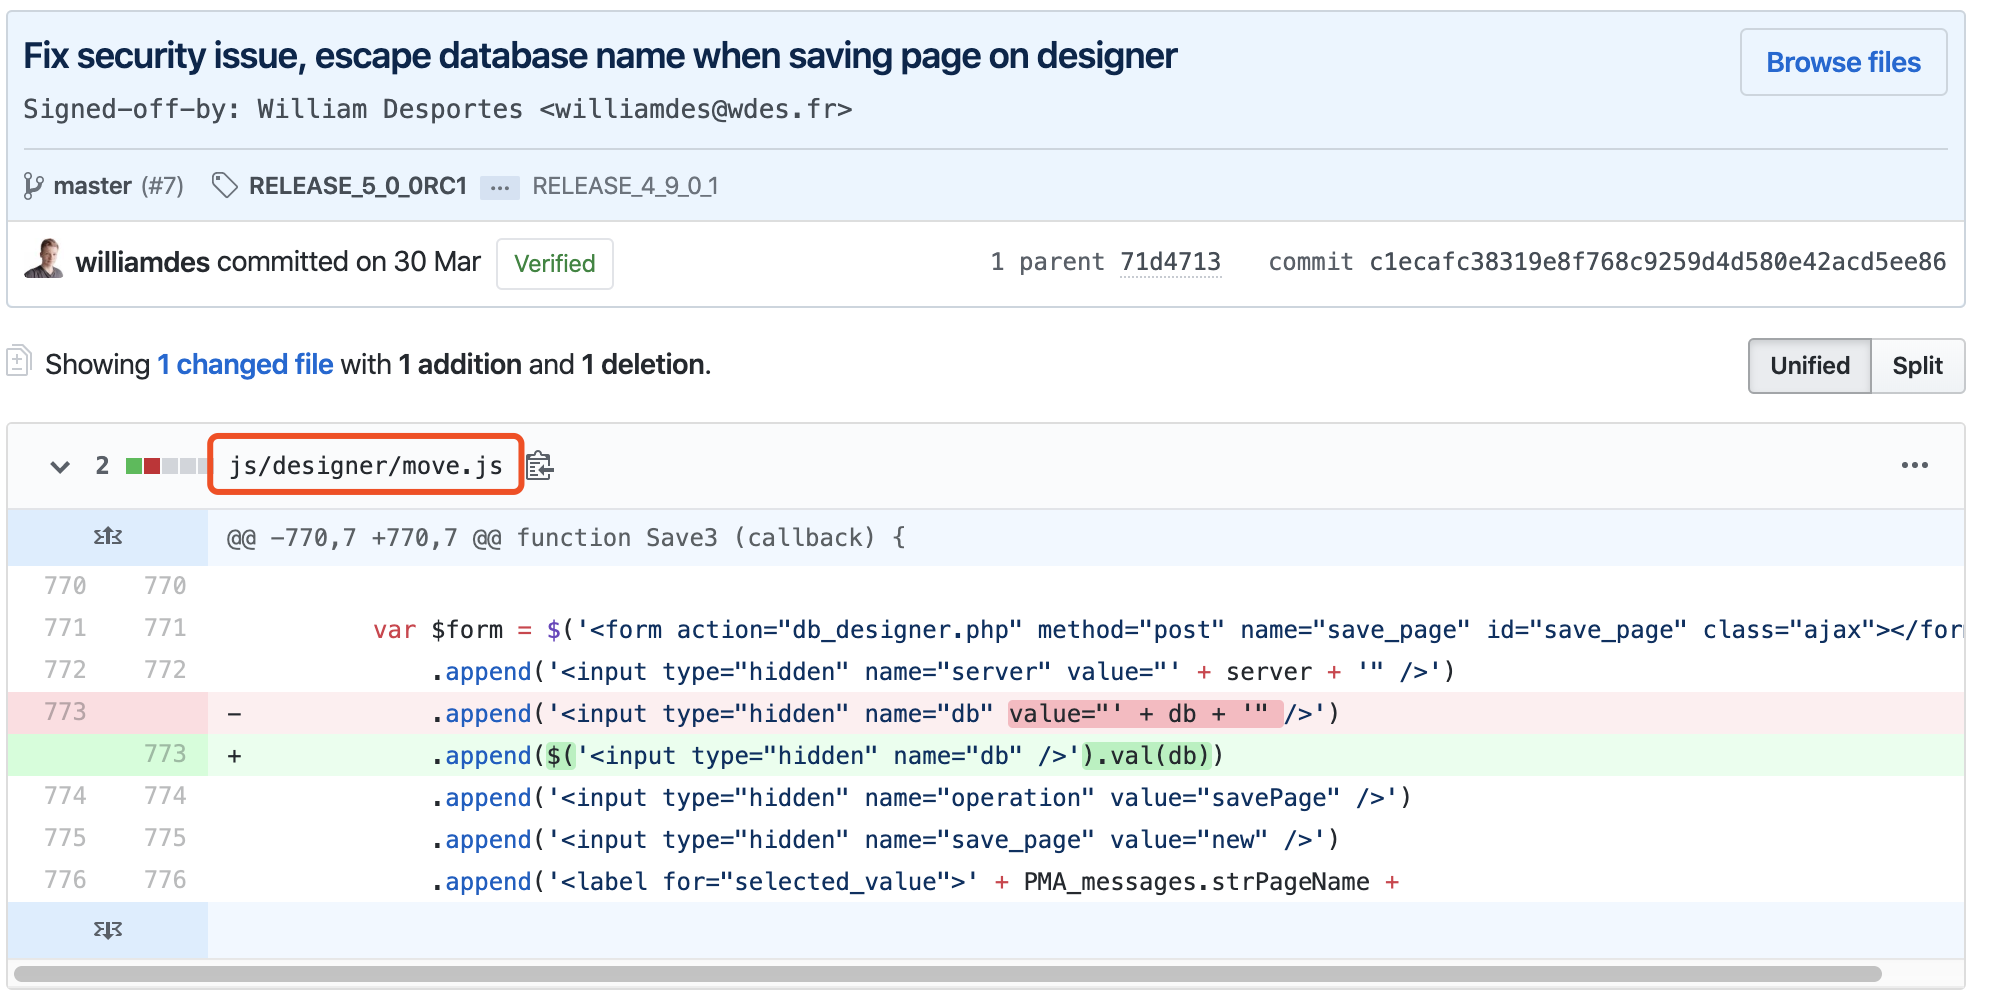 Fix security issue, escape database name when saving page on designer
Browse files
Signed-off-by: William Desportes <williamdes@wdes.fr>
master (#7) RELEASE_5_0_0RC1 ... RELEASE_4_9_0_1
williamdes committed on 30 Mar Verified 1 parent 71d4713 commit c1ecafc38319e8f768c9259d4d580e42acd5ee86
Showing 1 changed file with 1 addition and 1 deletion.
Unified Split
2 js/designer/move.js
@@ -770,7 +770,7 @@ function Save3 (callback) {
770 770
771 771 var $form = $('<form action="db_designer.php" method="post" name="save_page" id="save_page" class="ajax"></for
772 772 .append('<input type="hidden" name="server" value="' + server + '" />')
773 - .append('<input type="hidden" name="db" value="' + db + '" />')
773 + .append($('<input type="hidden" name="db" />').val(db))
774 774 .append('<input type="hidden" name="operation" value="savePage" />')
775 775 .append('<input type="hidden" name="save_page" value="new" />')
776 776 .append('<label for="selected_value">' + PMA_messages.strPageName +